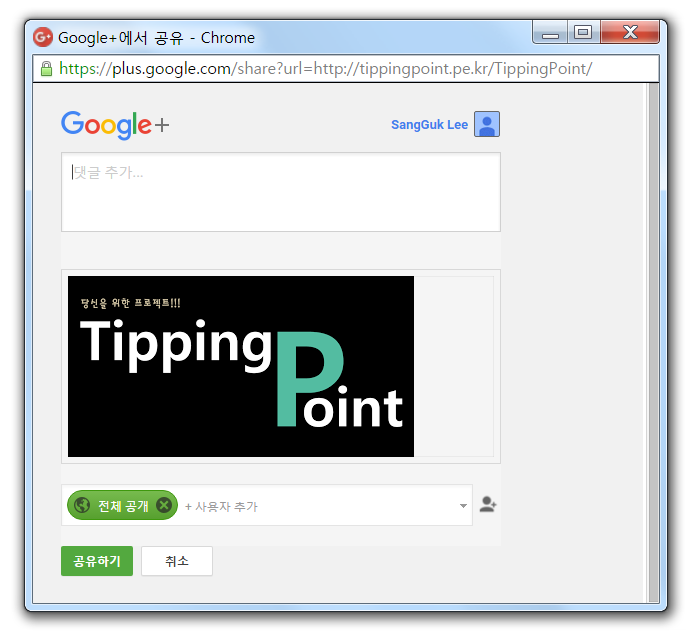 Google+에서 공유 - Chrome
https://plus.google.com/share?url=http://tippingpoint.pe.kr/TippingPoint/
Google+
SangGuk Lee
댓글 추가...
당신을 위한 프로젝트!!!
Tipping
Point
전체 공개
+ 사용자 추가
공유하기
취소